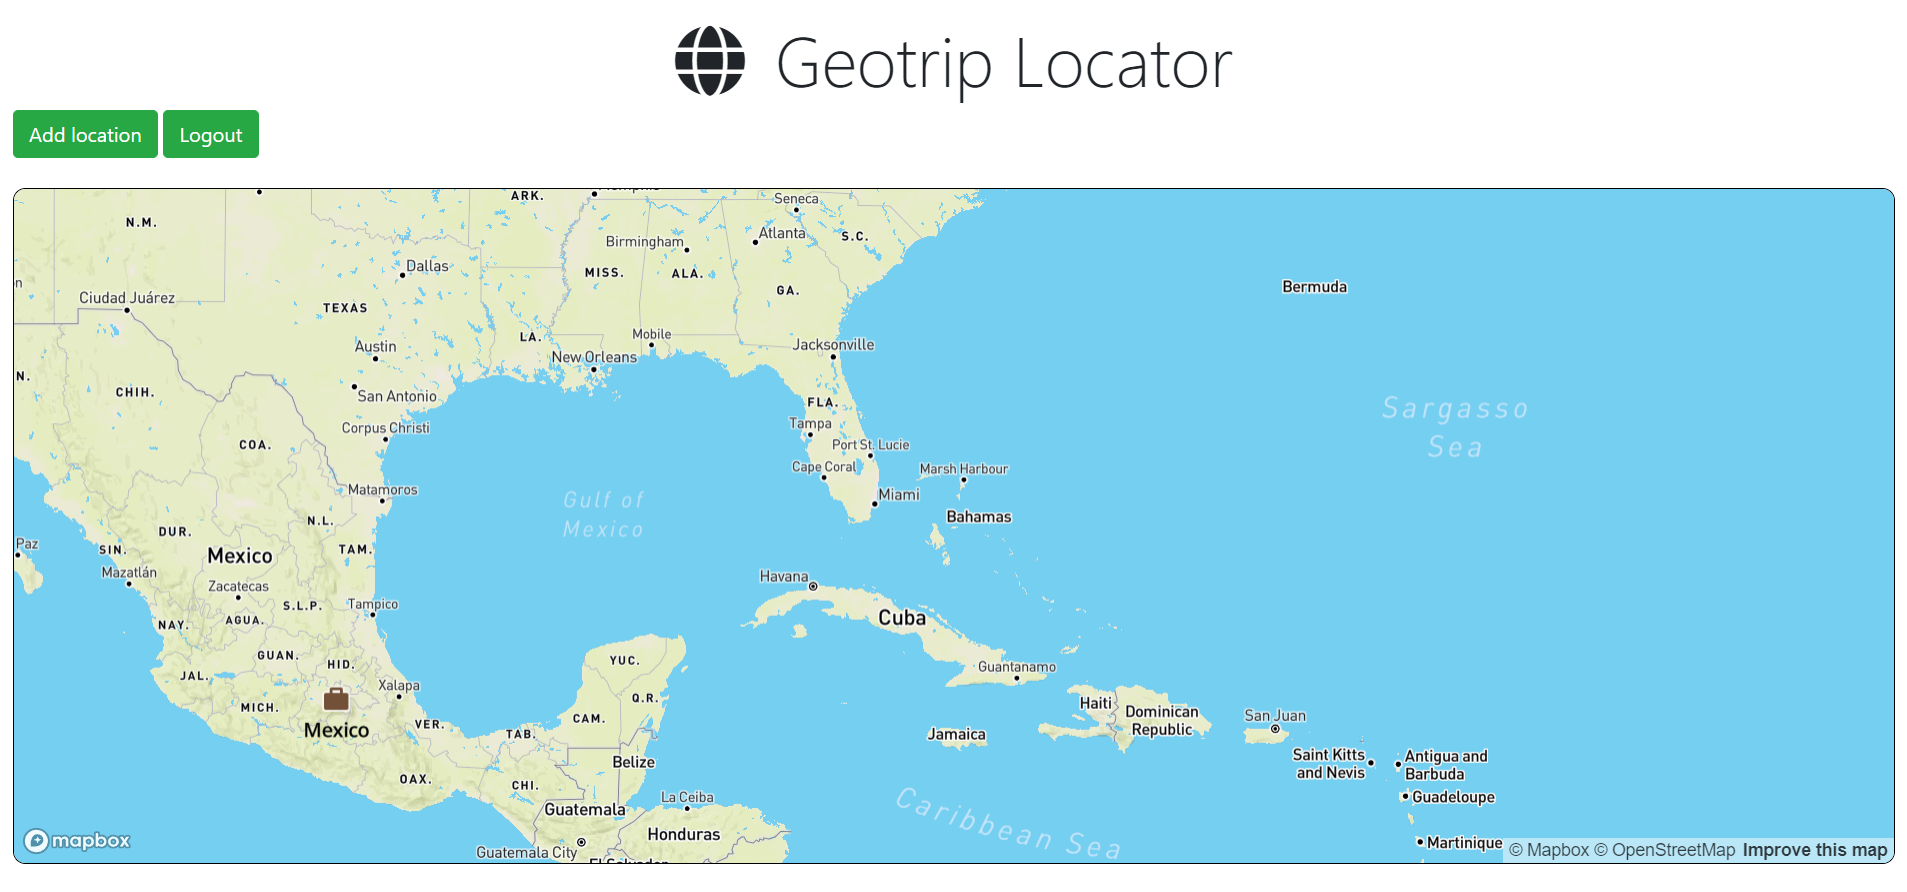 Geotrip Locator
Add location
Logout
ARK.
Seneca
N.M.
Atlanta
S.C.
Birmingham
Dallas
MISS.
ALA.
Bermuda
GA.
Ciudad Juárez
TEXAS
Mobile
LA.
Austin
Jacksonville
New Orleans
N.
CHIH.
San Antonio
FLA.
Sargasso
Sea
Corpus Christi
Tampa
COA.
Port St. Lucie
Cape Coral
Marsh Harbour
Matamoros
Miami
Gulf of
Mexico
Bahamas
N.L.
DUR.
Paz
SIN.
TAM.
Mexico
Mazatlán
Havana
Zacatecas
S.L.P.
Tampico
AGUA.
Cuba
NAY.
GUAN.
HID.
YUC.
Guantanamo
JAL.
Xalapa
Q.R.
MICH.
Haiti
Dominican
Republic
San Juan
CAM.
VER.
Mexico
TAB.
Jamaica
Saint Kitts
and Nevis
Antigua and
Barbuda
Belize
OAX.
CHI.
La Ceiba
Guadeloupe
Guatemala
Caribbean Sea
Honduras
mapbox
Martinique
Guatemala City
El Salvador
© Mapbox © OpenStreetMap Improve this map